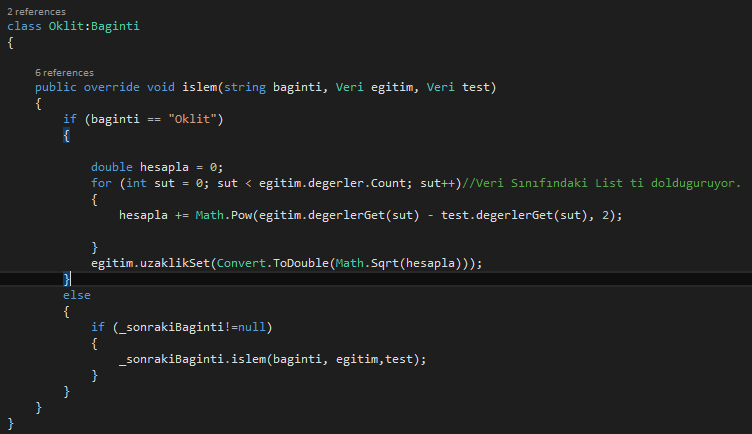 2 references
class Oklit:Baginti
{
6 references
public override void islem(string baginti, Veri egitim, Veri test)
{
if (baginti == "Oklit")
{
double hesapla = 0;
for (int sut = 0; sut < egitim.degerler.Count; sut++)//Veri Sınıfındaki List ti dolduguruyor.
{
hesapla += Math.Pow(egitim.degerlerGet(sut) - test.degerlerGet(sut), 2);
}
egitim.uzaklikSet(Convert.ToDouble(Math.Sqrt(hesapla)));
}
else
{
if (_sonrakiBaginti!=null)
{
_sonrakiBaginti.islem(baginti, egitim,test);
}
}
}
}